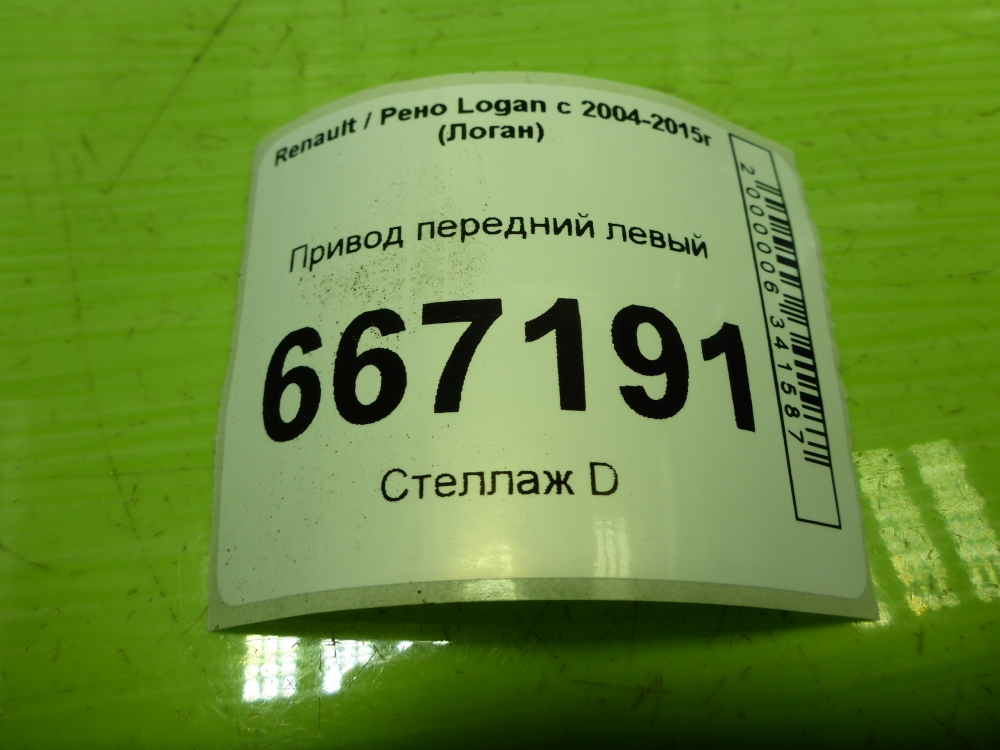 Renault / Рено Logan с 2004-2015г
(Логан)
Привод передний левый
667191
Стеллаж D
2000006341587